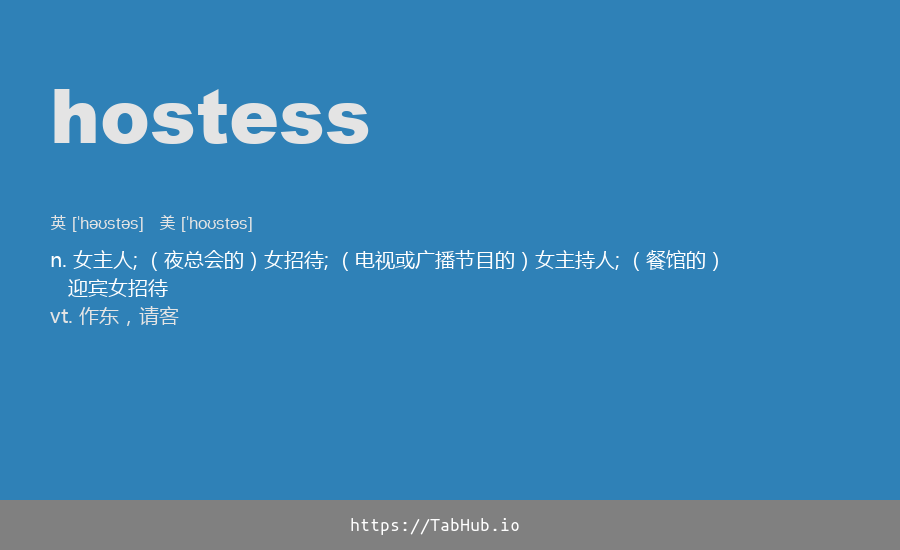 hostess
英 [ˈhəʊstəs] 美 [ˈhoʊstəs]
n. 女主人; （夜总会的）女招待; （电视或广播节目的）女主持人; （餐馆的）
迎宾女招待
vt. 作东，请客
https://TabHub.io